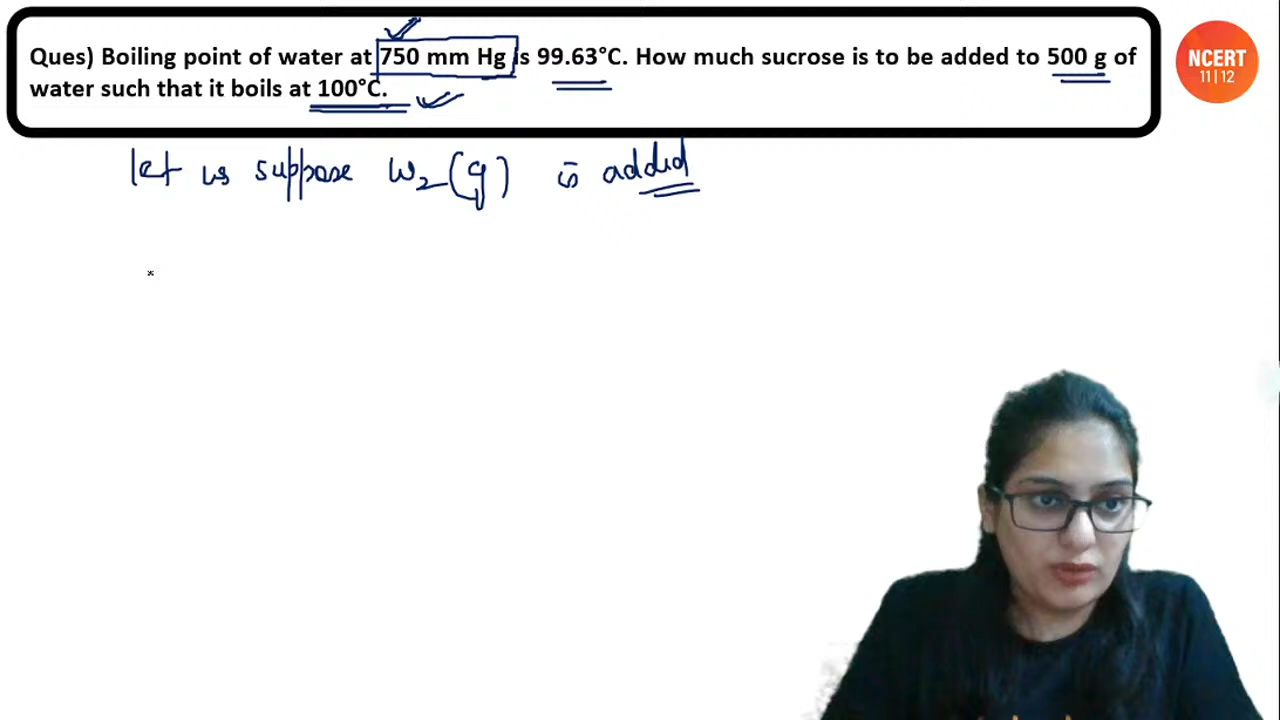 Ques) Boiling point of water at 750 mm Hg is 99.63°C. How much sucrose is to be added to 500 g of
water such that it boils at 100°C.
NCERT
11|12
let us suppose W₂(g) is added